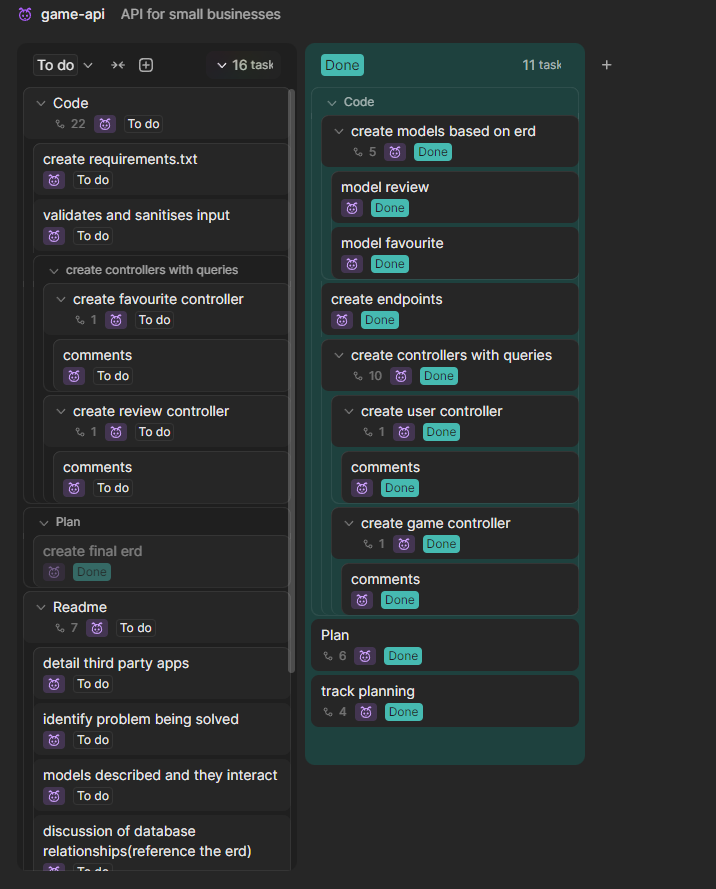 game-api API for small businesses
To do 16 task
Code
22 To do
create requirements.txt
To do
validates and sanitises input
To do
create controllers with queries
create favourite controller
1 To do
comments
To do
create review controller
1 To do
comments
To do
Plan
create final erd
Done
Readme
7 To do
detail third party apps
To do
identify problem being solved
To do
models described and they interact
To do
discussion of database
relationships(reference the erd)
To do
Done 11 task
Code
create models based on erd
5 Done
model review
Done
model favourite
Done
create endpoints
Done
create controllers with queries
10 Done
create user controller
1 Done
comments
Done
create game controller
1 Done
comments
Done
Plan
6 Done
track planning
4 Done